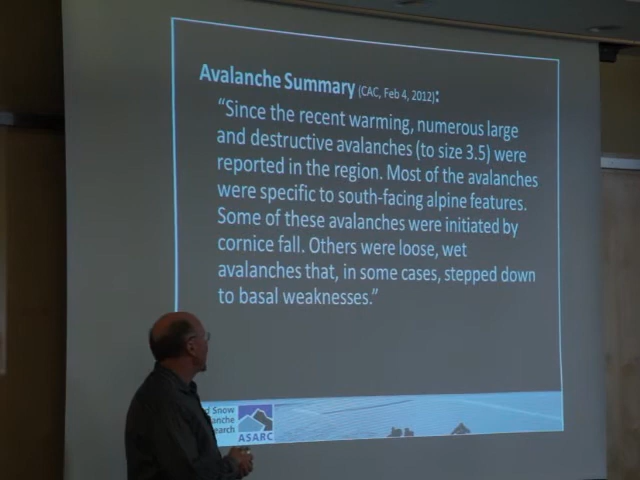 Avalanche Summary (CAC, Feb 4, 2012):
“Since the recent warming, numerous large
and destructive avalanches (to size 3.5) were
reported in the region. Most of the avalanches
were specific to south-facing alpine features.
Some of these avalanches were initiated by
cornice fall. Others were loose, wet
avalanches that, in some cases, stepped down
to basal weaknesses.”
Snow
ASARC